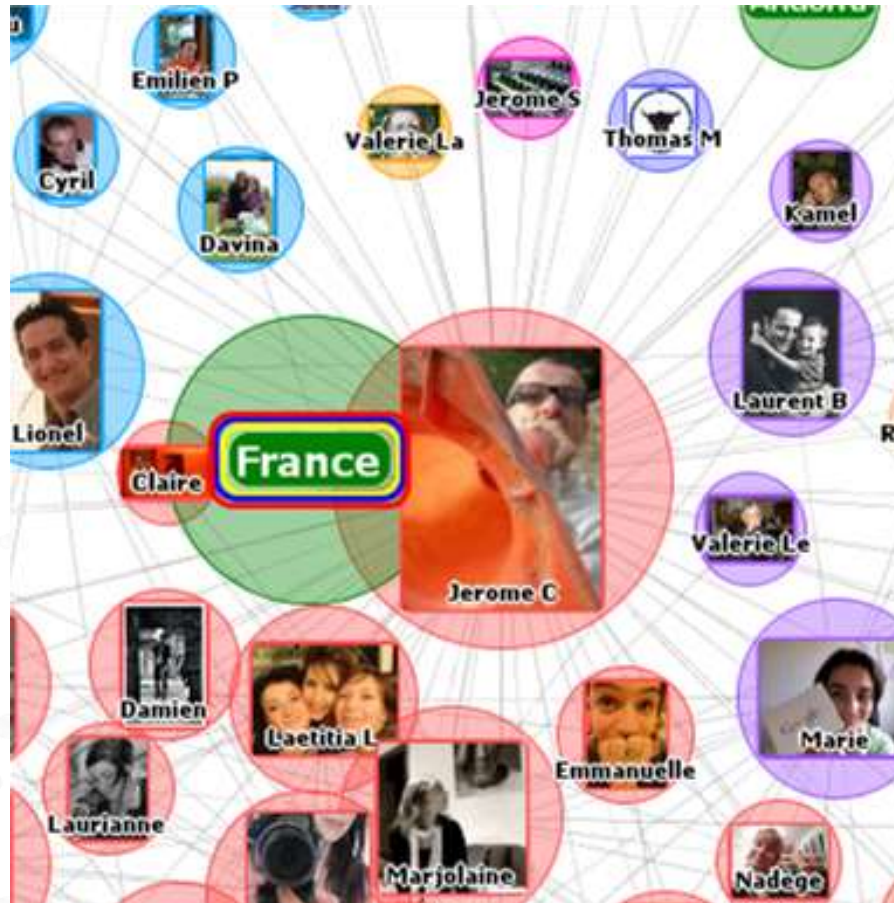 Emilien P
Jerome S
Valerie La
Thomas M
Cyril
Kamel
Davina
Laurent B
Lionel
France
Claire
Valerie Le
Jerome C
Damien
Laetitia L
Marie
Emmanuelle
Laurianne
Marjolaine
Nadege